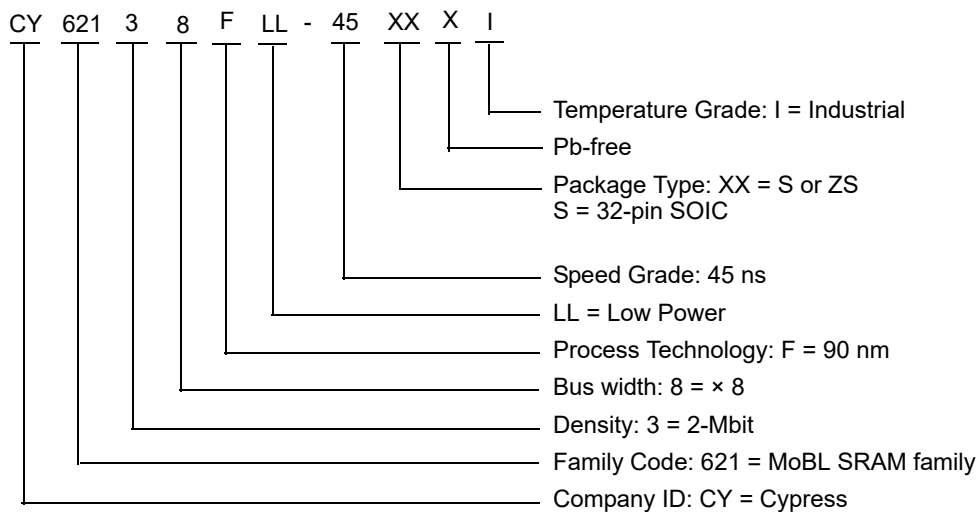 CY 621 3 8 F LL - 45 XX X I
Temperature Grade: I = Industrial
Pb-free
Package Type: XX = S or ZS
S = 32-pin SOIC
Speed Grade: 45 ns
LL = Low Power
Process Technology: F = 90 nm
Bus width: 8 = × 8
Density: 3 = 2-Mbit
Family Code: 621 = MoBL SRAM family
Company ID: CY = Cypress